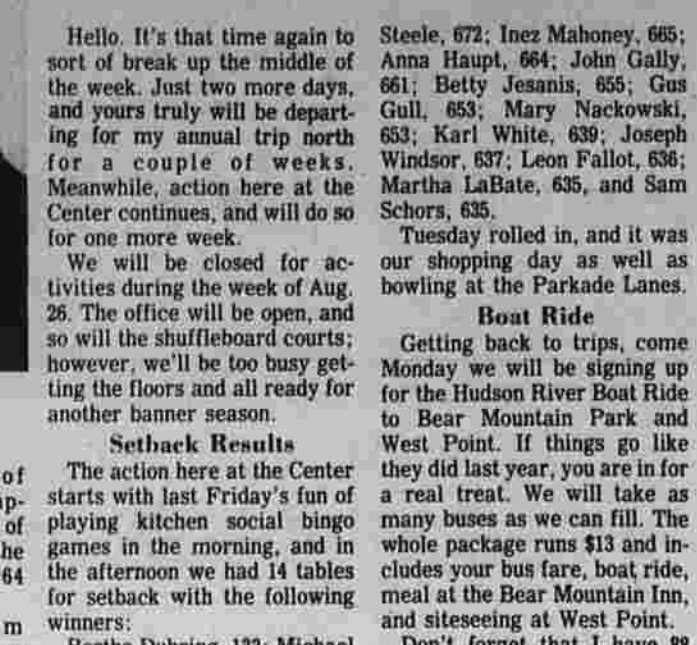 Hello. It's that time again to
sort of break up the middle of
the week. Just two more days,
and yours truly will be depart-
ing for my annual trip north
for a couple of weeks.
Meanwhile, action here at the
Center continues, and will do so
for one more week.
We will be closed for ac-
tivities during the week of Aug.
26. The office will be open, and
so will the shuffleboard courts;
however, we'll be too busy get-
ting the floors and all ready for
another banner season.
Setback Results
The action here at the Center
starts with last Friday's fun of
playing kitchen social bingo
games in the morning, and in
the afternoon we had 14 tables
for setback with the following
winners:
Steele, 672; Inez Mahoney, 665;
Anna Haupt, 664; John Gally,
661; Betty Jesanis, 655; Gus
Gull, 653; Mary Nackowski,
653; Karl White, 639; Joseph
Windsor, 637; Leon Fallot, 636;
Martha LaBate, 635, and Sam
Schors, 635.
Tuesday rolled in, and it was
our shopping day as well as
bowling at the Parkade Lanes.
Boat Ride
Getting back to trips, come
Monday we will be signing up
for the Hudson River Boat Ride
to Bear Mountain Park and
West Point. If things go like
they did last year, you are in for
a real treat. We will take as
many buses as we can fill. The
whole package runs $13 and in-
cludes your bus fare, boat ride,
meal at the Bear Mountain Inn,
and siteseeing at West Point.
Don't forget that I have